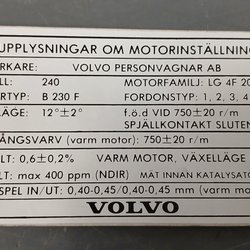 UPPLYSNINGAR OM MOTORINSTÄLLNIN
RKARE: VOLVO PERSONVAGNAR AB
LL: 240 MOTORFAMILJ: LG 4F 20
RTYP: B 230 F FORDONSTYP: 1, 2, 3, 4
LÄGE: 12°±2° f.ö.d VID 750±20 r/m
SPJÄLLKONTAKT SLUTEN
ÅNGSVARV (varm motor): 750±20 r/m
LT: 0,6±0,2% VARM MOTOR, VÄXELLÄGE
LT: max 400 ppm (NDIR) MÄT INNAN KATALYSAT
SPEL IN/UT: 0,40-0,45/0,40-0,45 mm (varm mo
VOLVO